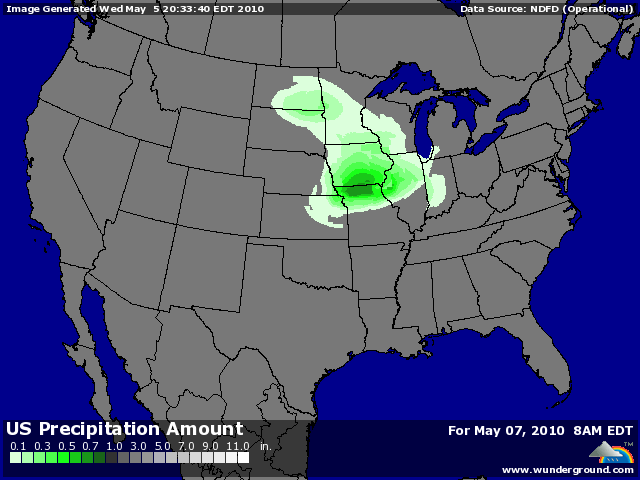 Image Generated Wed May 5 20:33:40 EDT 2010 Data Source: NDFD (Operational)
US Precipitation Amount
0.1 0.3 0.5 0.7 1.0 3.0 5.0 7.0 9.0 11.0 in.
For May 07, 2010 8AM EDT
TM
www.wunderground.com